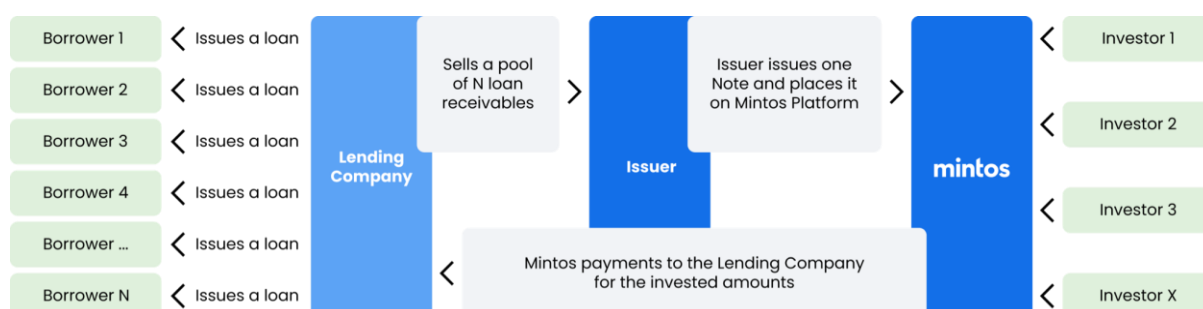 Borrower 1
Issues a loan
Borrower 2
Issues a loan
Borrower 3
Issues a loan
Borrower 4
Issues a loan
Borrower ...
Issues a loan
Borrower N
Issues a loan
Lending
Company
Sells a pool
of N loan
receivables
Issuer
Issuer issues one
Note and places it
on Mintos Platform
mintos
Mintos payments to the Lending Company
for the invested amounts
Investor 1
Investor 2
Investor 3
Investor X